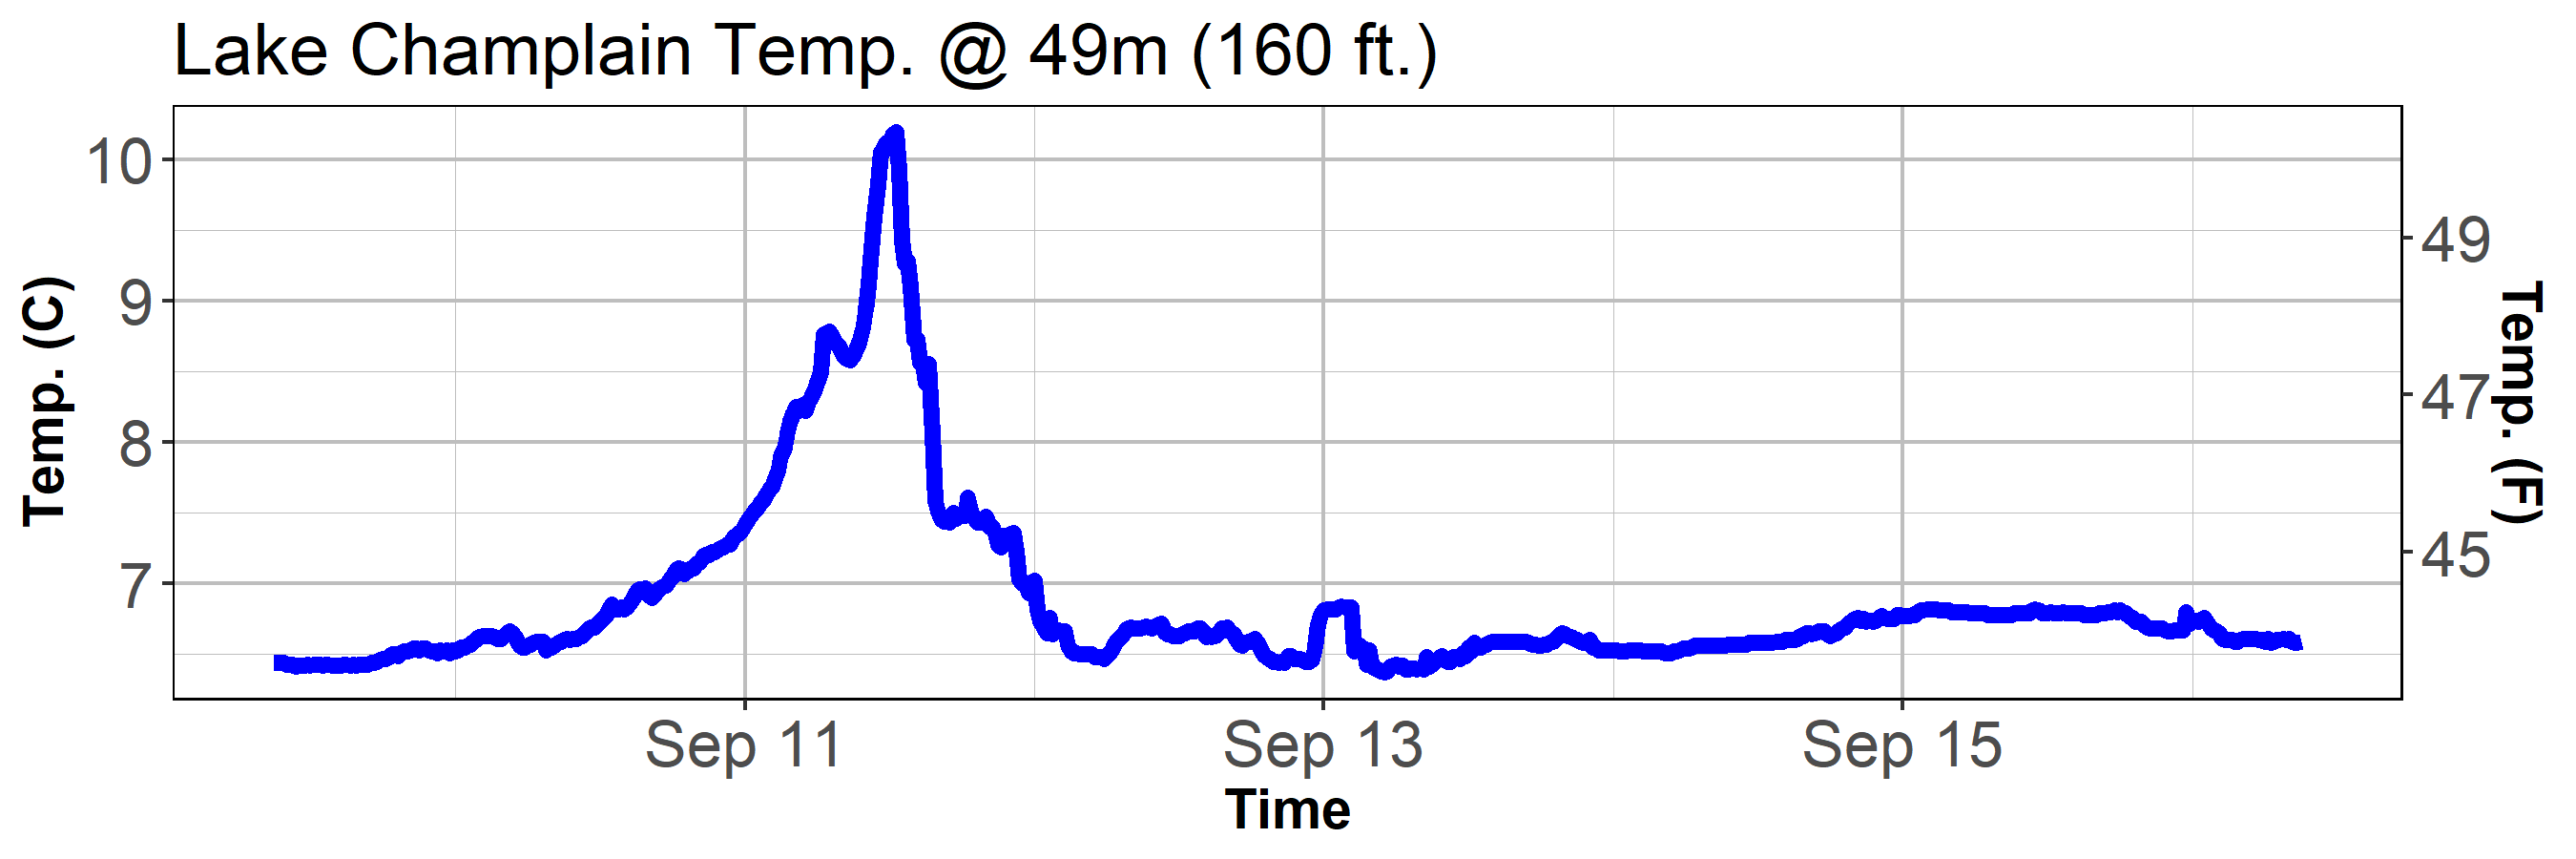 Lake Champlain Temp. @ 49m (160 ft.)
Temp. (C)
10
9
8
7
49
47
45
Temp. (F)
Sep 11
Sep 13
Sep 15
Time